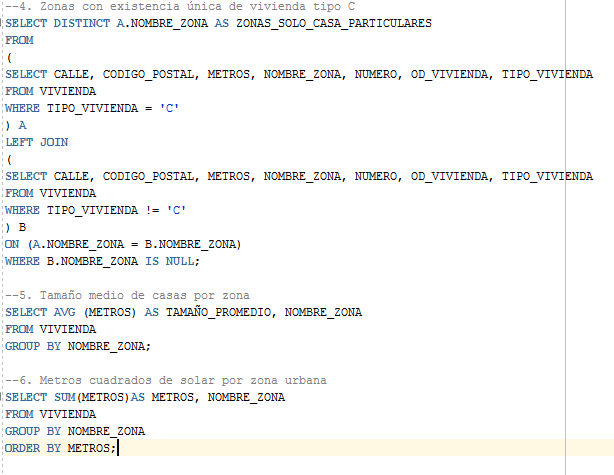 --4. Zonas con existencia única de vivienda tipo C
SELECT DISTINCT A.NOMBRE_ZONA AS ZONAS_SOLO_CASA_PARTICULARES
FROM
(
SELECT CALLE, CODIGO_POSTAL, METROS, NOMBRE_ZONA, NUMERO, OD_VIVIENDA, TIPO_VIVIENDA
FROM VIVIENDA
WHERE TIPO_VIVIENDA = 'C'
) A
LEFT JOIN
(
SELECT CALLE, CODIGO_POSTAL, METROS, NOMBRE_ZONA, NUMERO, OD_VIVIENDA, TIPO_VIVIENDA
FROM VIVIENDA
WHERE TIPO_VIVIENDA != 'C'
) B
ON (A.NOMBRE_ZONA = B.NOMBRE_ZONA)
WHERE B.NOMBRE_ZONA IS NULL;
--5. Tamaño medio de casas por zona
SELECT AVG (METROS) AS TAMAÑO_PROMEDIO, NOMBRE_ZONA
FROM VIVIENDA
GROUP BY NOMBRE_ZONA;
--6. Metros cuadrados de solar por zona urbana
SELECT SUM(METROS)AS METROS, NOMBRE_ZONA
FROM VIVIENDA
GROUP BY NOMBRE_ZONA
ORDER BY METROS;